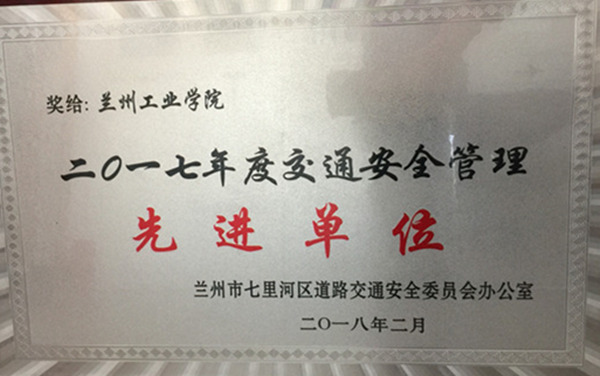 奖给：兰州工业学院
二〇一七年度交通安全管理
先进单位
兰州市七里河区道路交通安全委员会办公室
二〇一八年二月